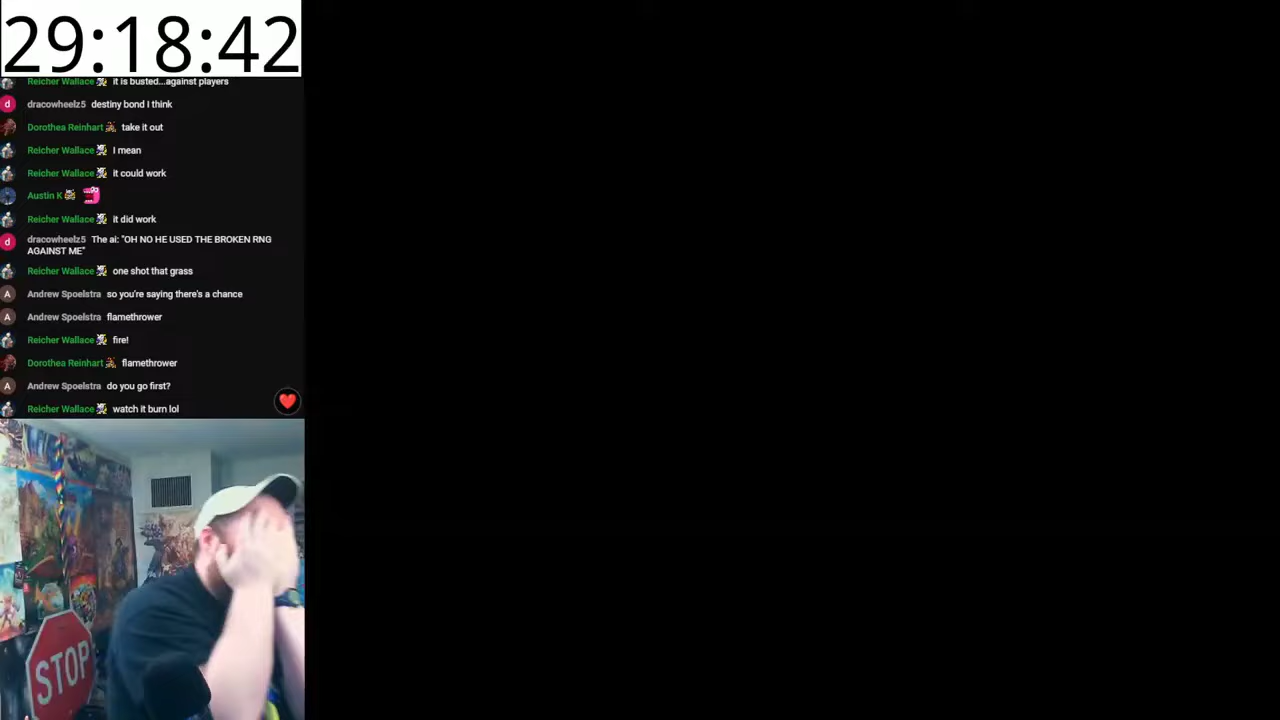 29:18:42
Reicher Wallace it is busted...against players
dracowheelz5 destiny bond I think
Dorothea Reinhart take it out
Reicher Wallace I mean
Reicher Wallace it could work
Austin K
Reicher Wallace it did work
dracowheelz5 The ai: "OH NO HE USED THE BROKEN RNG
AGAINST ME"
Reicher Wallace one shot that grass
Andrew Spoelstra so you're saying there's a chance
Andrew Spoelstra flamethrower
Reicher Wallace fire!
Dorothea Reinhart flamethrower
Andrew Spoelstra do you go first?
Reicher Wallace watch it burn lol
STOP